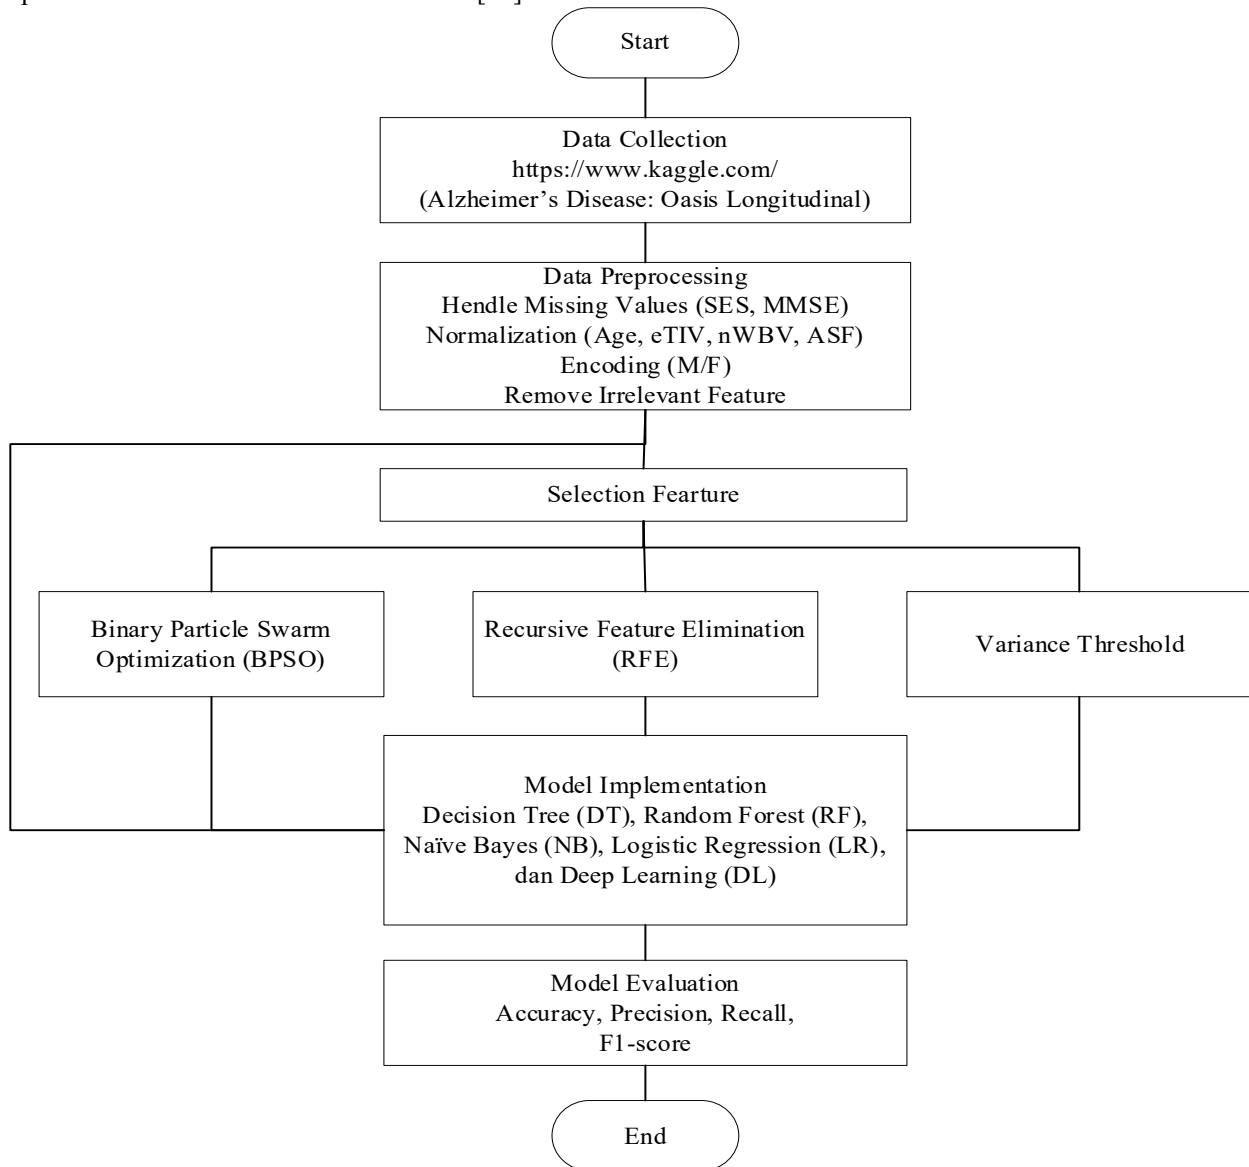 Start
Data Collection
https://www.kaggle.com/
(Alzheimer’s Disease: Oasis Longitudinal)
Data Preprocessing
Hendle Missing Values (SES, MMSE)
Normalization (Age, eTIV, nWBV, ASF)
Encoding (M/F)
Remove Irrelevant Feature
Selection Fearture
Binary Particle Swarm
Optimization (BPSO)
Recursive Feature Elimination
(RFE)
Variance Threshold
Model Implementation
Decision Tree (DT), Random Forest (RF),
Naïve Bayes (NB), Logistic Regression (LR),
dan Deep Learning (DL)
Model Evaluation
Accuracy, Precision, Recall,
F1-score
End